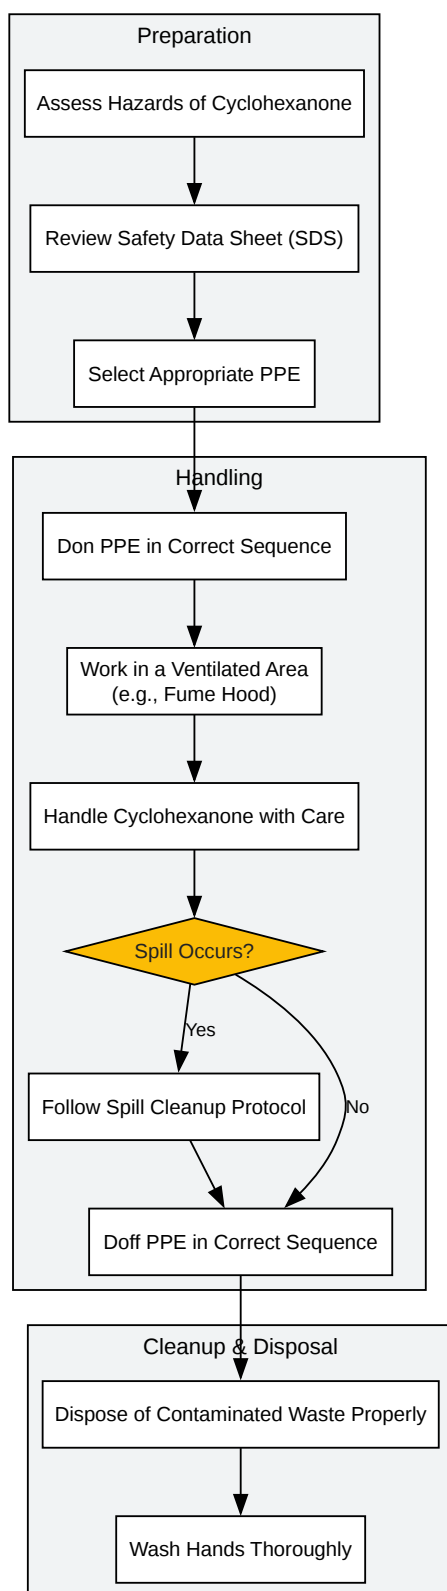 Preparation
Assess Hazards of Cyclohexanone
Review Safety Data Sheet (SDS)
Select Appropriate PPE
Handling
Don PPE in Correct Sequence
Work in a Ventilated Area
(e.g., Fume Hood)
Handle Cyclohexanone with Care
Spill Occurs?
Yes
Follow Spill Cleanup Protocol
No
Doff PPE in Correct Sequence
Cleanup & Disposal
Dispose of Contaminated Waste Properly
Wash Hands Thoroughly